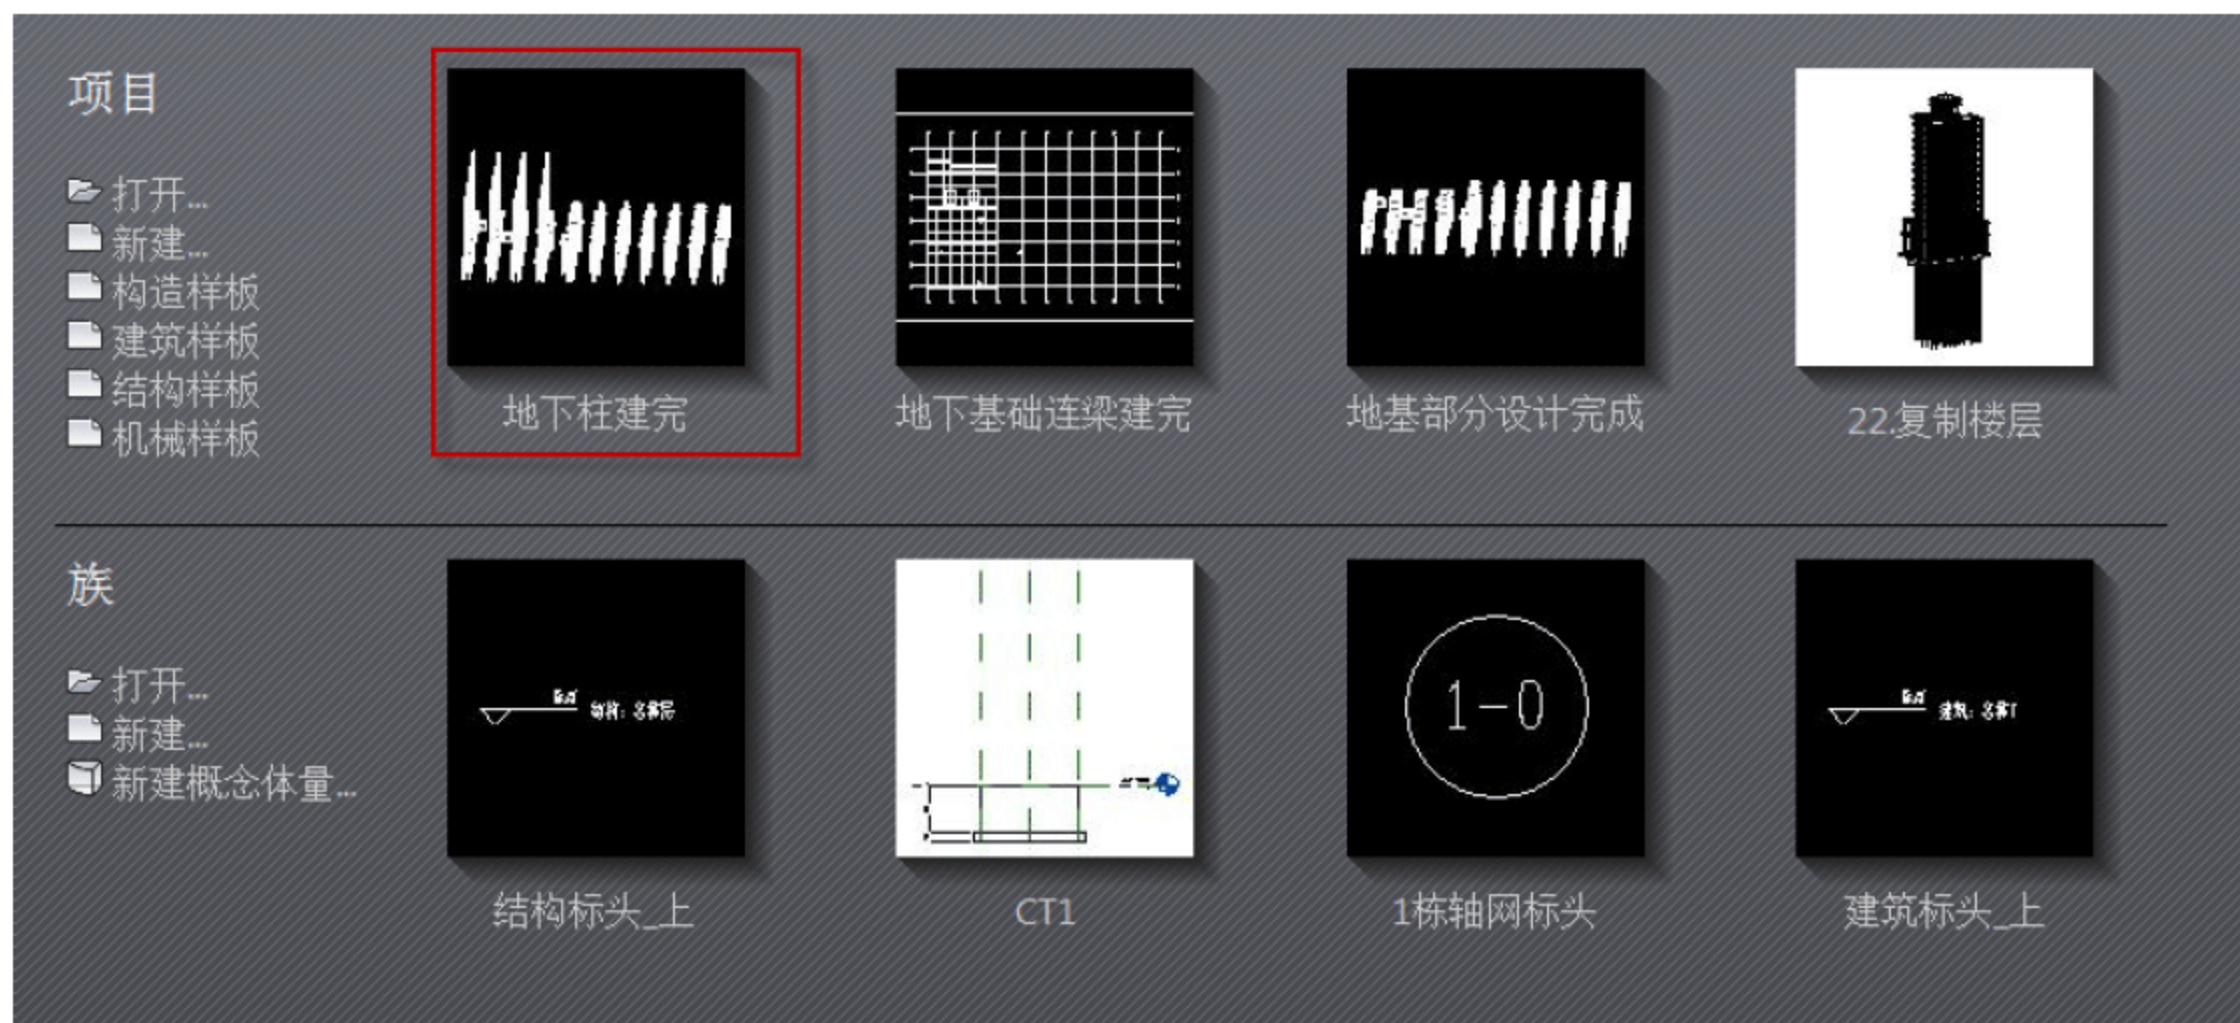 项目
打开...
新建...
构造样板
建筑样板
结构样板
机械样板
地下柱建完
地下基础连梁建完
地基部分设计完成
22.复制楼层
族
打开...
新建...
新建概念体量...
1-0
结构标头_上
CT1
1栋轴网标头
建筑标头_上